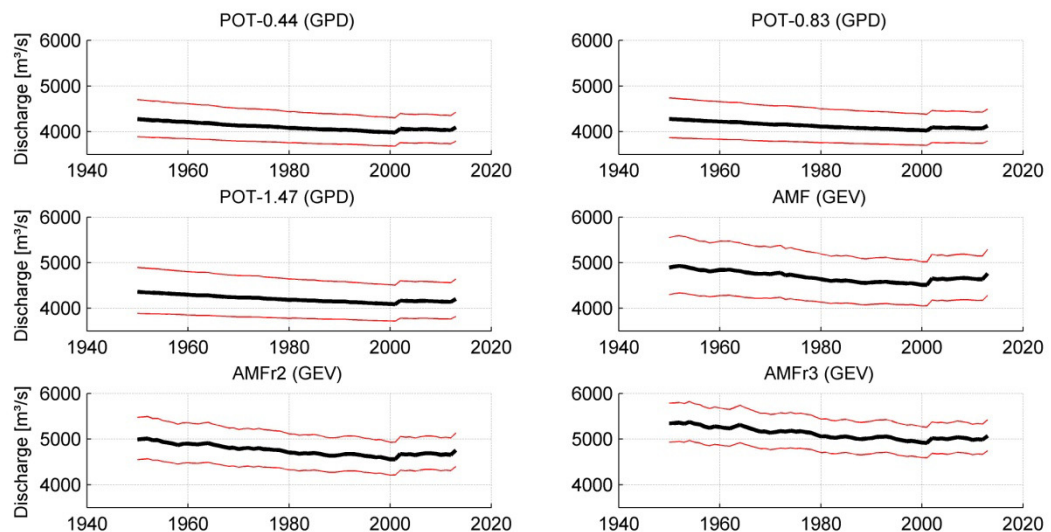 POT-0.44 (GPD)
POT-0.83 (GPD)
Discharge [m³/s]
6000
5000
4000
1940 1960 1980 2000 2020
6000
5000
4000
1940 1960 1980 2000 2020
POT-1.47 (GPD)
AMF (GEV)
Discharge [m³/s]
6000
5000
4000
1940 1960 1980 2000 2020
6000
5000
4000
1940 1960 1980 2000 2020
AMFr2 (GEV)
AMFr3 (GEV)
Discharge [m³/s]
6000
5000
4000
1940 1960 1980 2000 2020
6000
5000
4000
1940 1960 1980 2000 2020